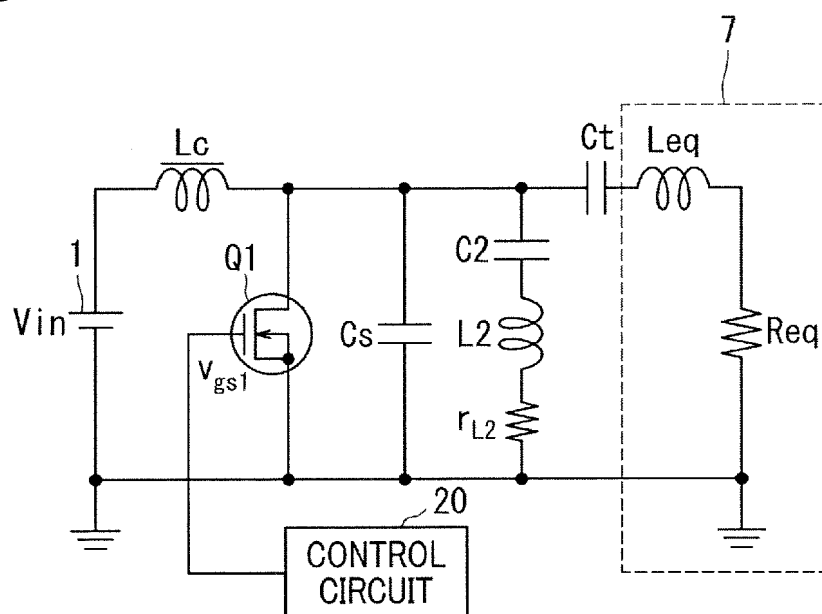 7
Lc
Ct
Leq
1
Q1
C2
Vin
Cs
L2
Req
vgs1
rL2
20
CONTROL
CIRCUIT